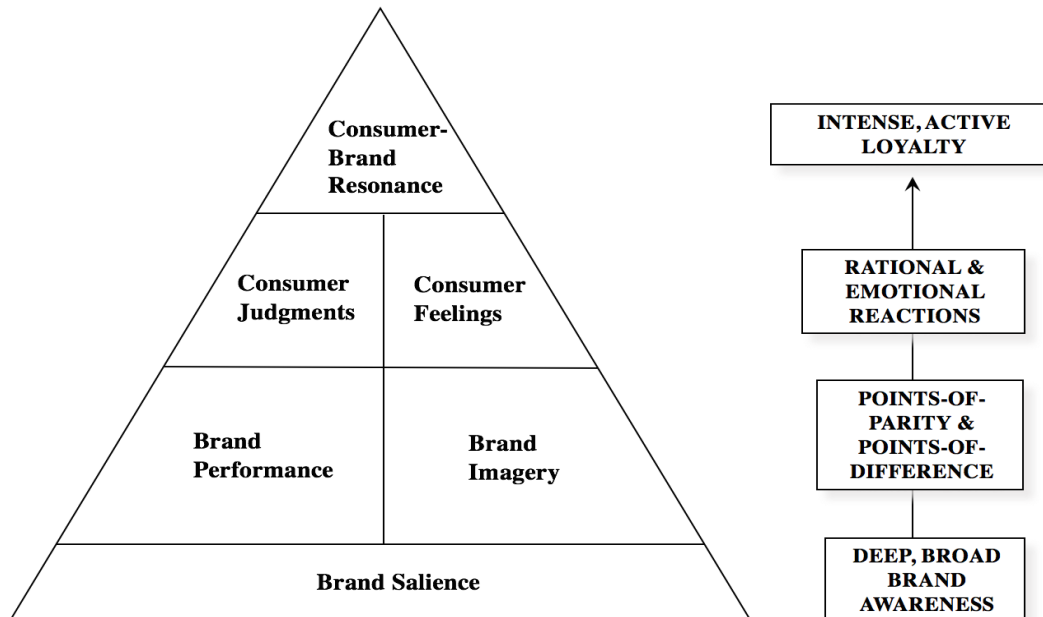 Consumer-
Brand
Resonance
Consumer
Judgments
Consumer
Feelings
Brand
Performance
Brand
Imagery
Brand Salience
INTENSE, ACTIVE
LOYALTY
RATIONAL &
EMOTIONAL
REACTIONS
POINTS-OF-
PARITY &
POINTS-OF-
DIFFERENCE
DEEP, BROAD
BRAND
AWARENESS